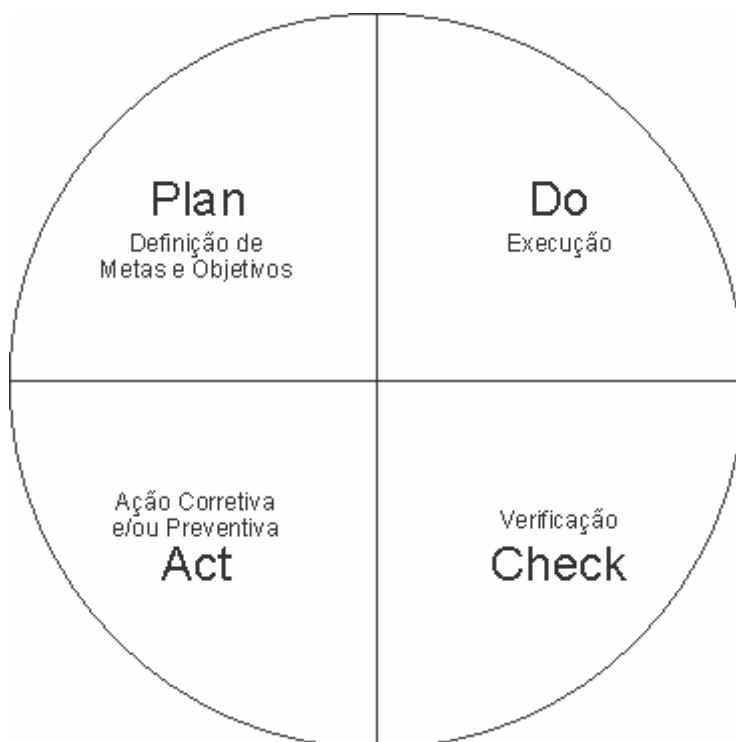 Plan
Definição de
Metas e Objetivos
Do
Execução
Ação Corretiva
e/ou Preventiva
Act
Verificação
Check